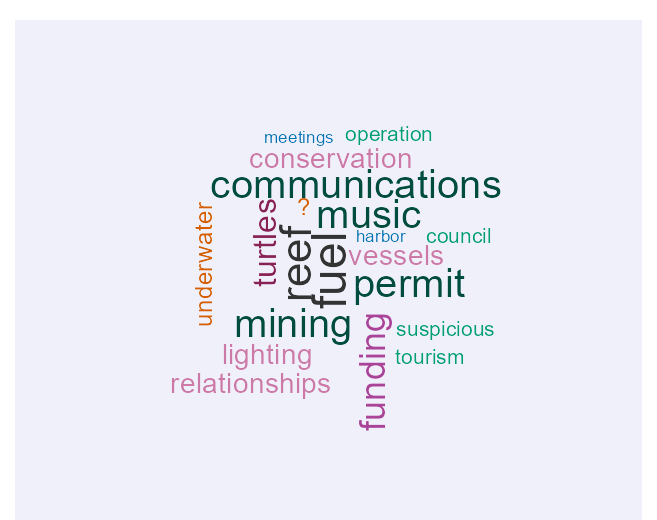 meetings
operation
conservation
communications
?
music
turtles
underwater
reef
fuel
harbor
council
vessels
permit
mining
funding
suspicious
lighting
tourism
relationships